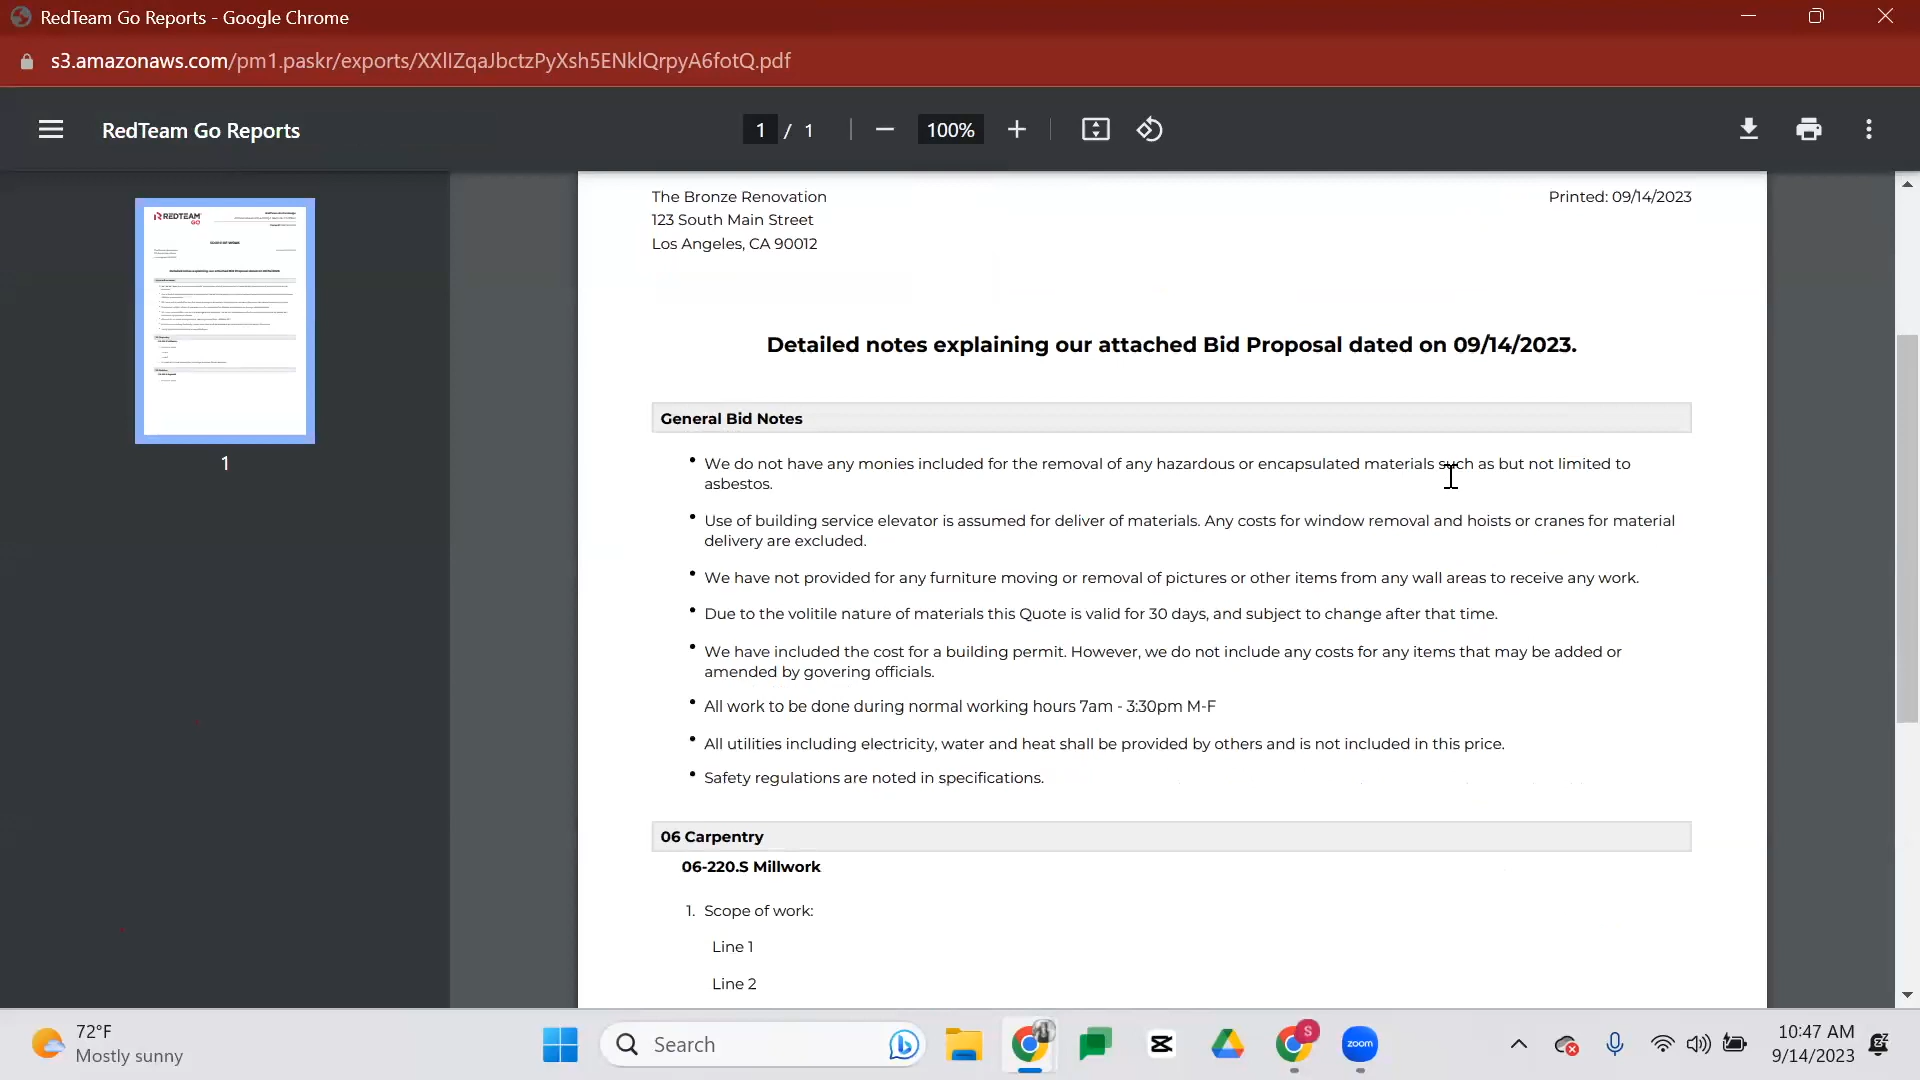 RedTeam Go Reports - Google Chrome
s3.amazonaws.com/pm1.paskr/exports/XXlIZqaJbctzPyXsh5ENklQrpyA6fotQ.pdf
RedTeam Go Reports
1 / 1
100%
REDTEAM
GO
SCOPE OF WORK
1
The Bronze Renovation
Printed: 09/14/2023
123 South Main Street
Los Angeles, CA 90012
Detailed notes explaining our attached Bid Proposal dated on 09/14/2023.
General Bid Notes
• We do not have any monies included for the removal of any hazardous or encapsulated materials such as but not limited to
asbestos.
• Use of building service elevator is assumed for deliver of materials. Any costs for window removal and hoists or cranes for material
delivery are excluded.
• We have not provided for any furniture moving or removal of pictures or other items from any wall areas to receive any work.
• Due to the volitile nature of materials this Quote is valid for 30 days, and subject to change after that time.
• We have included the cost for a building permit. However, we do not include any costs for any items that may be added or
amended by govering officials.
• All work to be done during normal working hours 7am - 3:30pm M-F
• All utilities including electricity, water and heat shall be provided by others and is not included in this price.
• Safety regulations are noted in specifications.
06 Carpentry
06-220.S Millwork
1. Scope of work:
Line 1
Line 2
72°F
Mostly sunny
Search
S
zoom
10:47 AM
9/14/2023